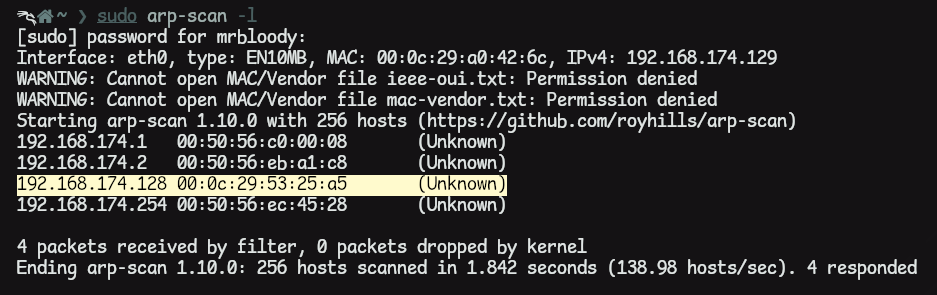 ~ ❯ sudo arp-scan -l
[sudo] password for mrbloody:
Interface: eth0, type: EN10MB, MAC: 00:0c:29:a0:42:6c, IPv4: 192.168.174.129
WARNING: Cannot open MAC/Vendor file ieee-oui.txt: Permission denied
WARNING: Cannot open MAC/Vendor file mac-vendor.txt: Permission denied
Starting arp-scan 1.10.0 with 256 hosts (https://github.com/royhills/arp-scan)
192.168.174.1 00:50:56:c0:00:08 (Unknown)
192.168.174.2 00:50:56:eb:a1:c8 (Unknown)
192.168.174.128 00:0c:29:53:25:a5 (Unknown)
192.168.174.254 00:50:56:ec:45:28 (Unknown)
4 packets received by filter, 0 packets dropped by kernel
Ending arp-scan 1.10.0: 256 hosts scanned in 1.842 seconds (138.98 hosts/sec). 4 responded